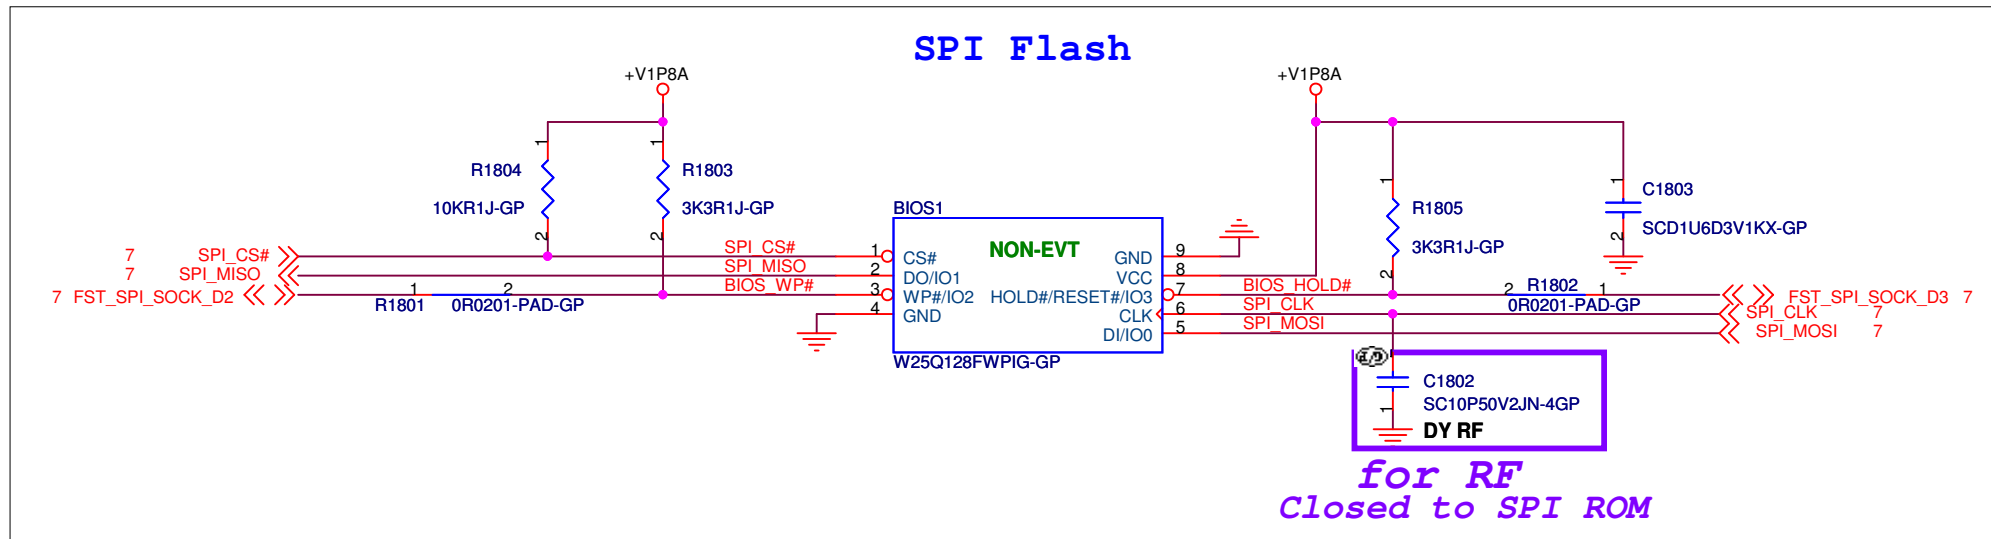 SPI Flash
+V1P8A
+V1P8A
1
1
R1804
R1803
10KR1J-GP
3K3R1J-GP
2
2
1
R1805
3K3R1J-GP
2
1
C1803
SCD1U6D3V1KX-GP
2
BIOS1
NON-EVT
7 SPI_CS#
SPI_CS#
1
CS#
GND
9
7 SPI_MISO
SPI_MISO
2
DO/IO1
VCC
8
7 FST_SPI_SOCK_D2
R1801
1
2
0R0201-PAD-GP
BIOS_WP#
3
WP#/IO2
HOLD#/RESET#/IO3
7
BIOS_HOLD#
2
R1802
1
0R0201-PAD-GP
FST_SPI_SOCK_D3 7
4
GND
CLK
6
SPI_CLK
SPI_CLK 7
DI/IO0
5
SPI_MOSI
SPI_MOSI 7
W25Q128FWPIG-GP
C1802
SC10P50V2JN-4GP
1
DY RF
for RF
Closed to SPI ROM